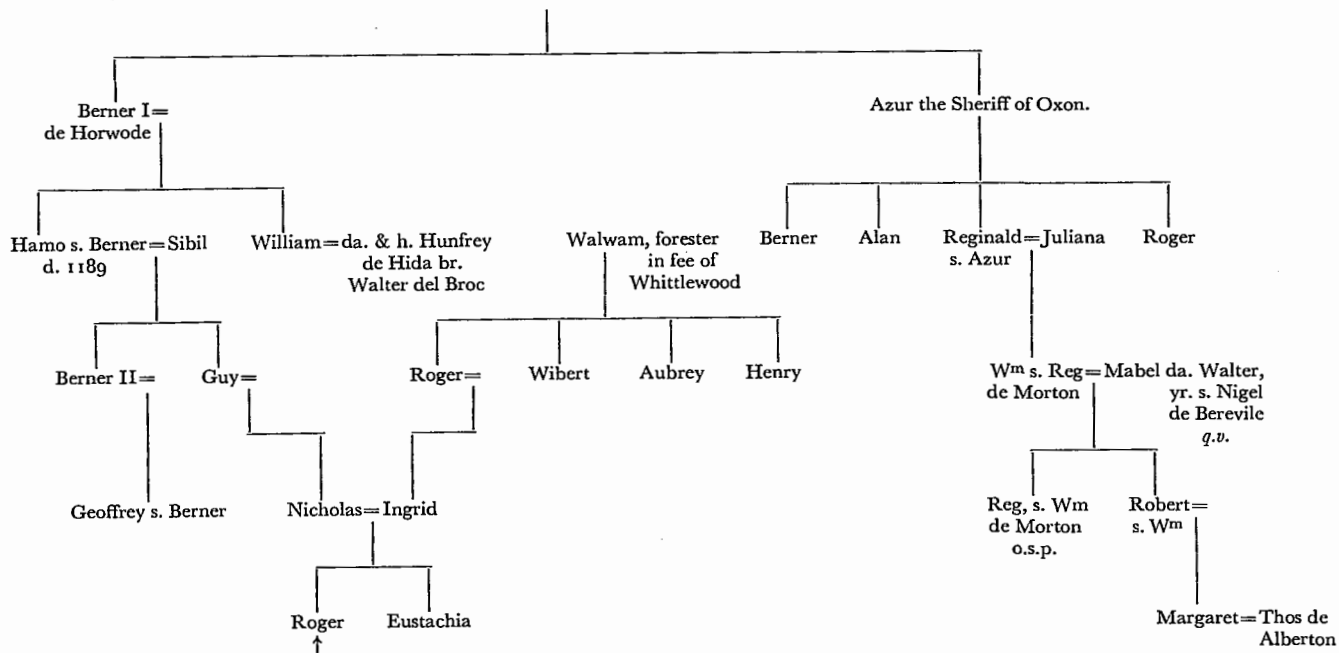 Berner I=
de Horwode
Azur the Sheriff of Oxon.
Hamo s. Berner=Sibil
d. 1189
William=da. & h. Hunfrey
de Hida br.
Walter del Broc
Walwam, forester
in fee of
Whittlewood
Berner
Alan
Reginald=Juliana
s. Azur
Roger
Berner II=
Guy=
Roger=
Wibert
Aubrey
Henry
Wm s. Reg=Mabel da. Walter,
de Morton
yr. s. Nigel
de Berevile
q.v.
Geoffrey s. Berner
Nicholas=Ingrid
Reg, s. Wm
de Morton
o.s.p.
Robert=
s. Wm
Roger
Eustachia
Margaret=Thos de
Alberton